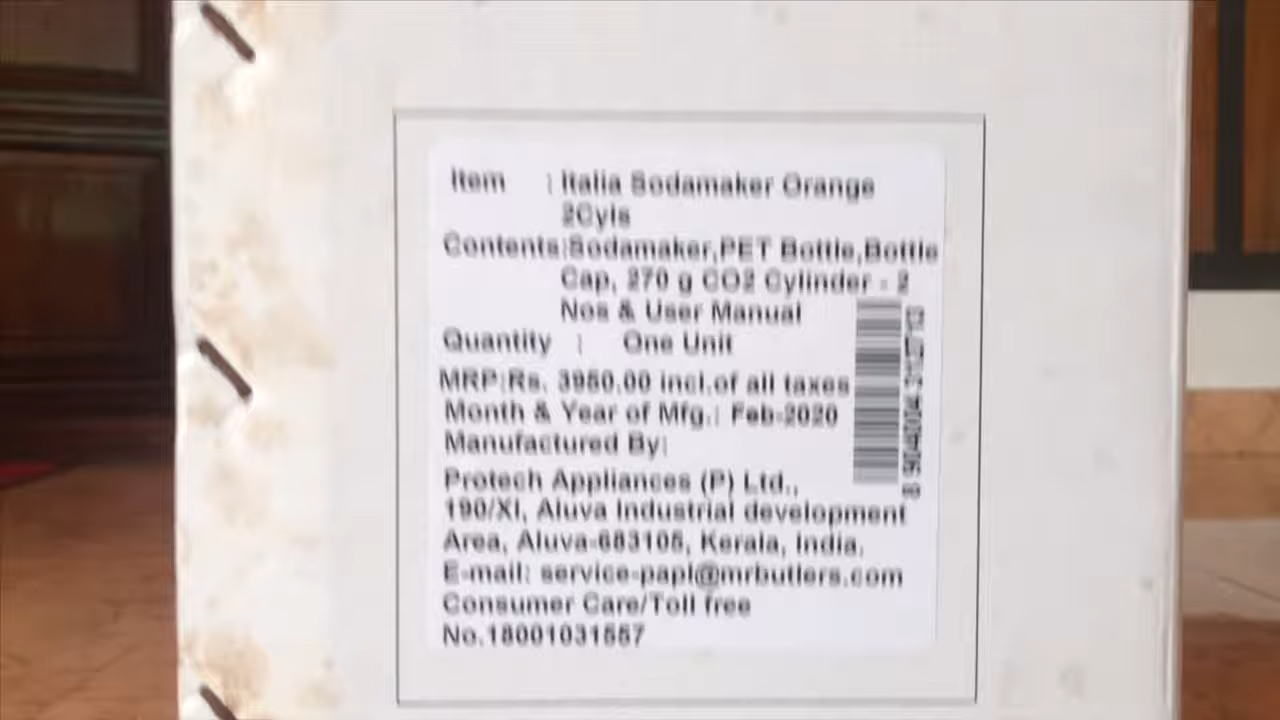 Item : Italia Sodamaker Orange
2Cyls
Contents:Sodamaker,PET Bottle,Bottle
Cap, 270 g CO2 Cylinder - 2
Nos & User Manual
Quantity : One Unit
MRP:Rs. 3950.00 incl.of all taxes
Month & Year of Mfg.: Feb-2020
Manufactured By:
Protech Appliances (P) Ltd.,
190/XI, Aluva Industrial development
Area, Aluva-683105, Kerala, India.
E-mail: service-papl@mrbutlers.com
Consumer Care/Toll free
No.18001031557